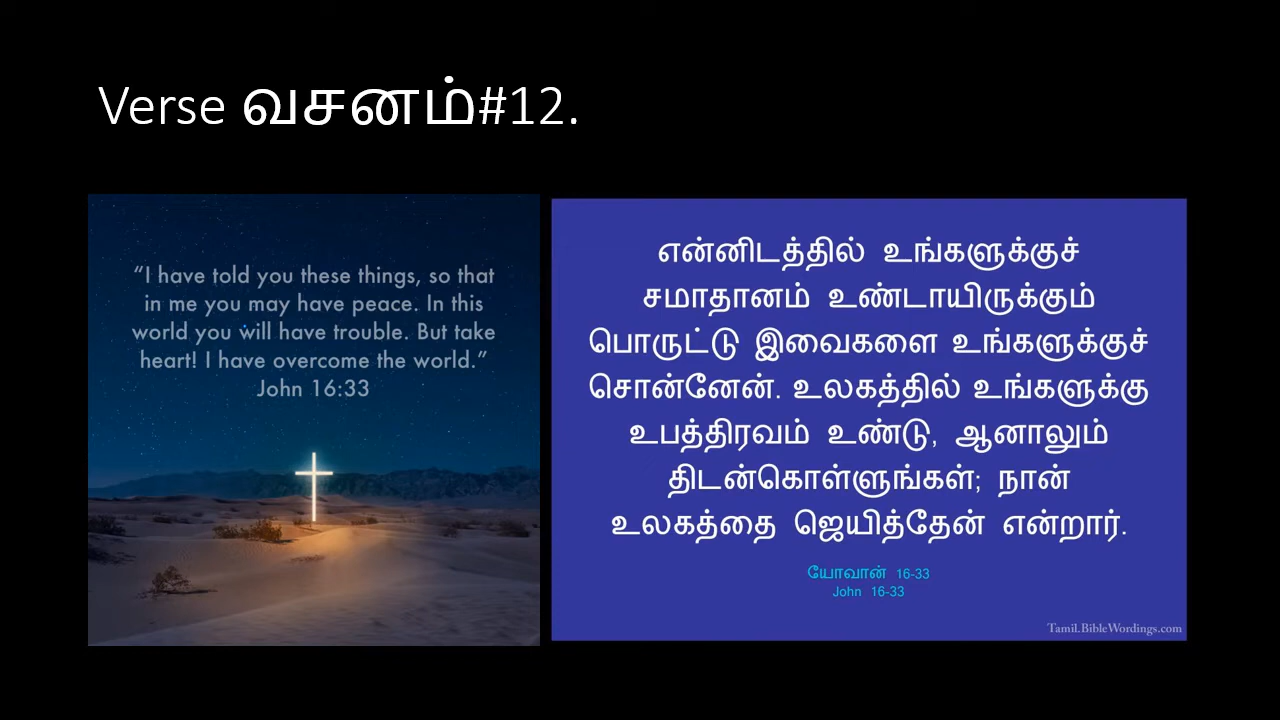 Verse வசனம்#12.
“I have told you these things, so that
in me you may have peace. In this
world you will have trouble. But take
heart! I have overcome the world.”
John 16:33
என்னிடத்தில் உங்களுக்குச்
சமாதானம் உண்டாயிருக்கும்
பொருட்டு இவைகளை உங்களுக்குச்
சொன்னேன். உலகத்தில் உங்களுக்கு
உபத்திரவம் உண்டு, ஆனாலும்
திடன்கொள்ளுங்கள்; நான்
உலகத்தை ஜெயித்தேன் என்றார்.
யோவான் 16-33
John 16-33
Tamil.BibleWordings.com